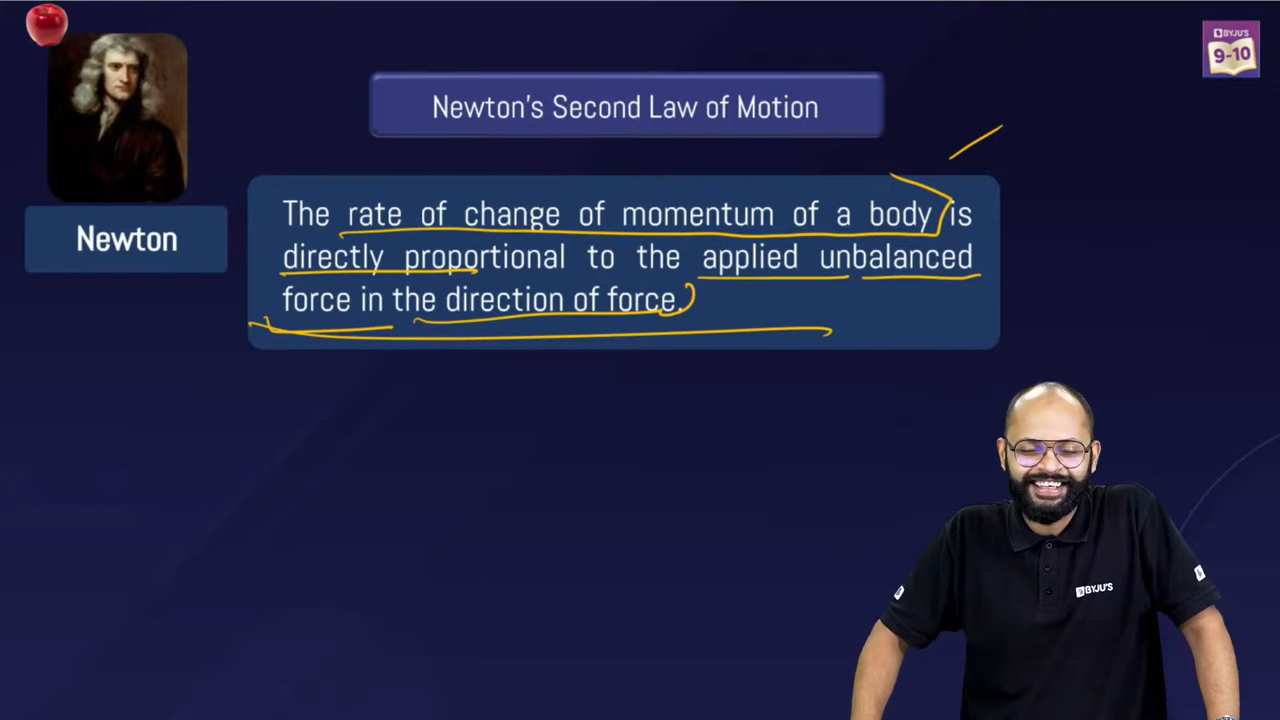 BYJU'S
9-10
Newton's Second Law of Motion
The rate of change of momentum of a body is
directly proportional to the applied unbalanced
force in the direction of force.
Newton
BYJU'S